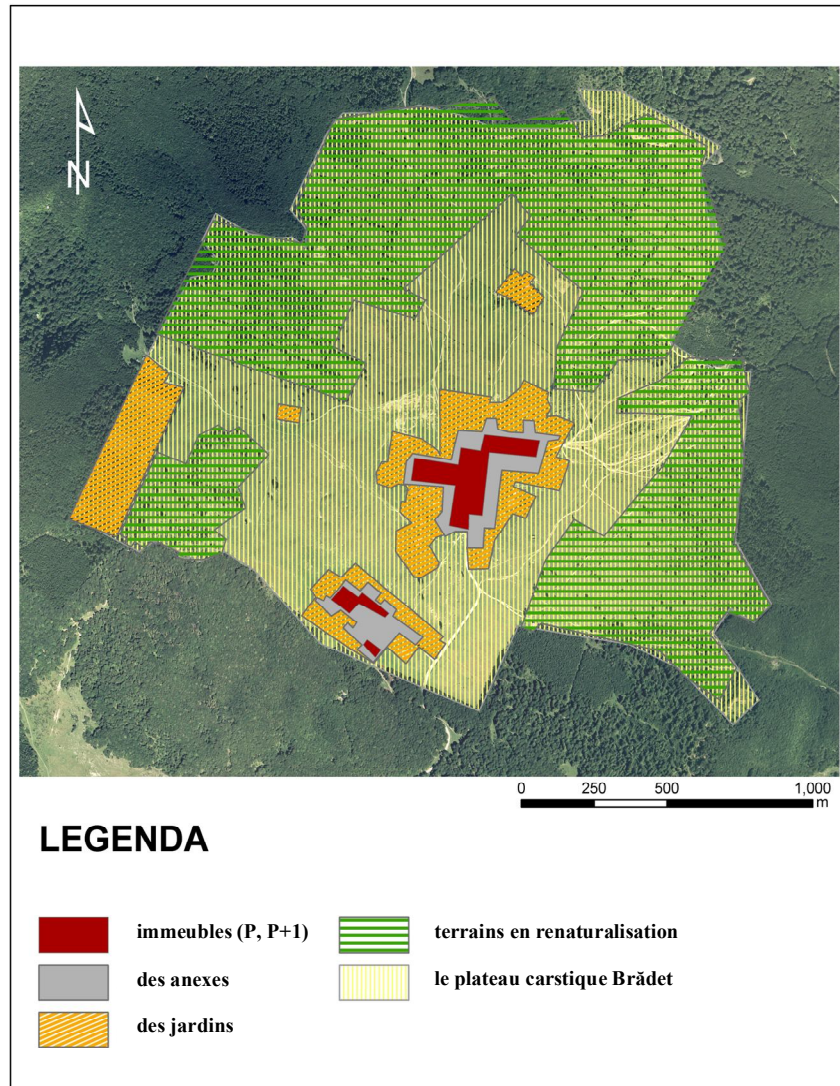 N
0 250 500 1,000
m
LEGENDA
immeubles (P, P+1)
terrains en renaturalisation
des anexes
le plateau carstique Brădet
des jardins